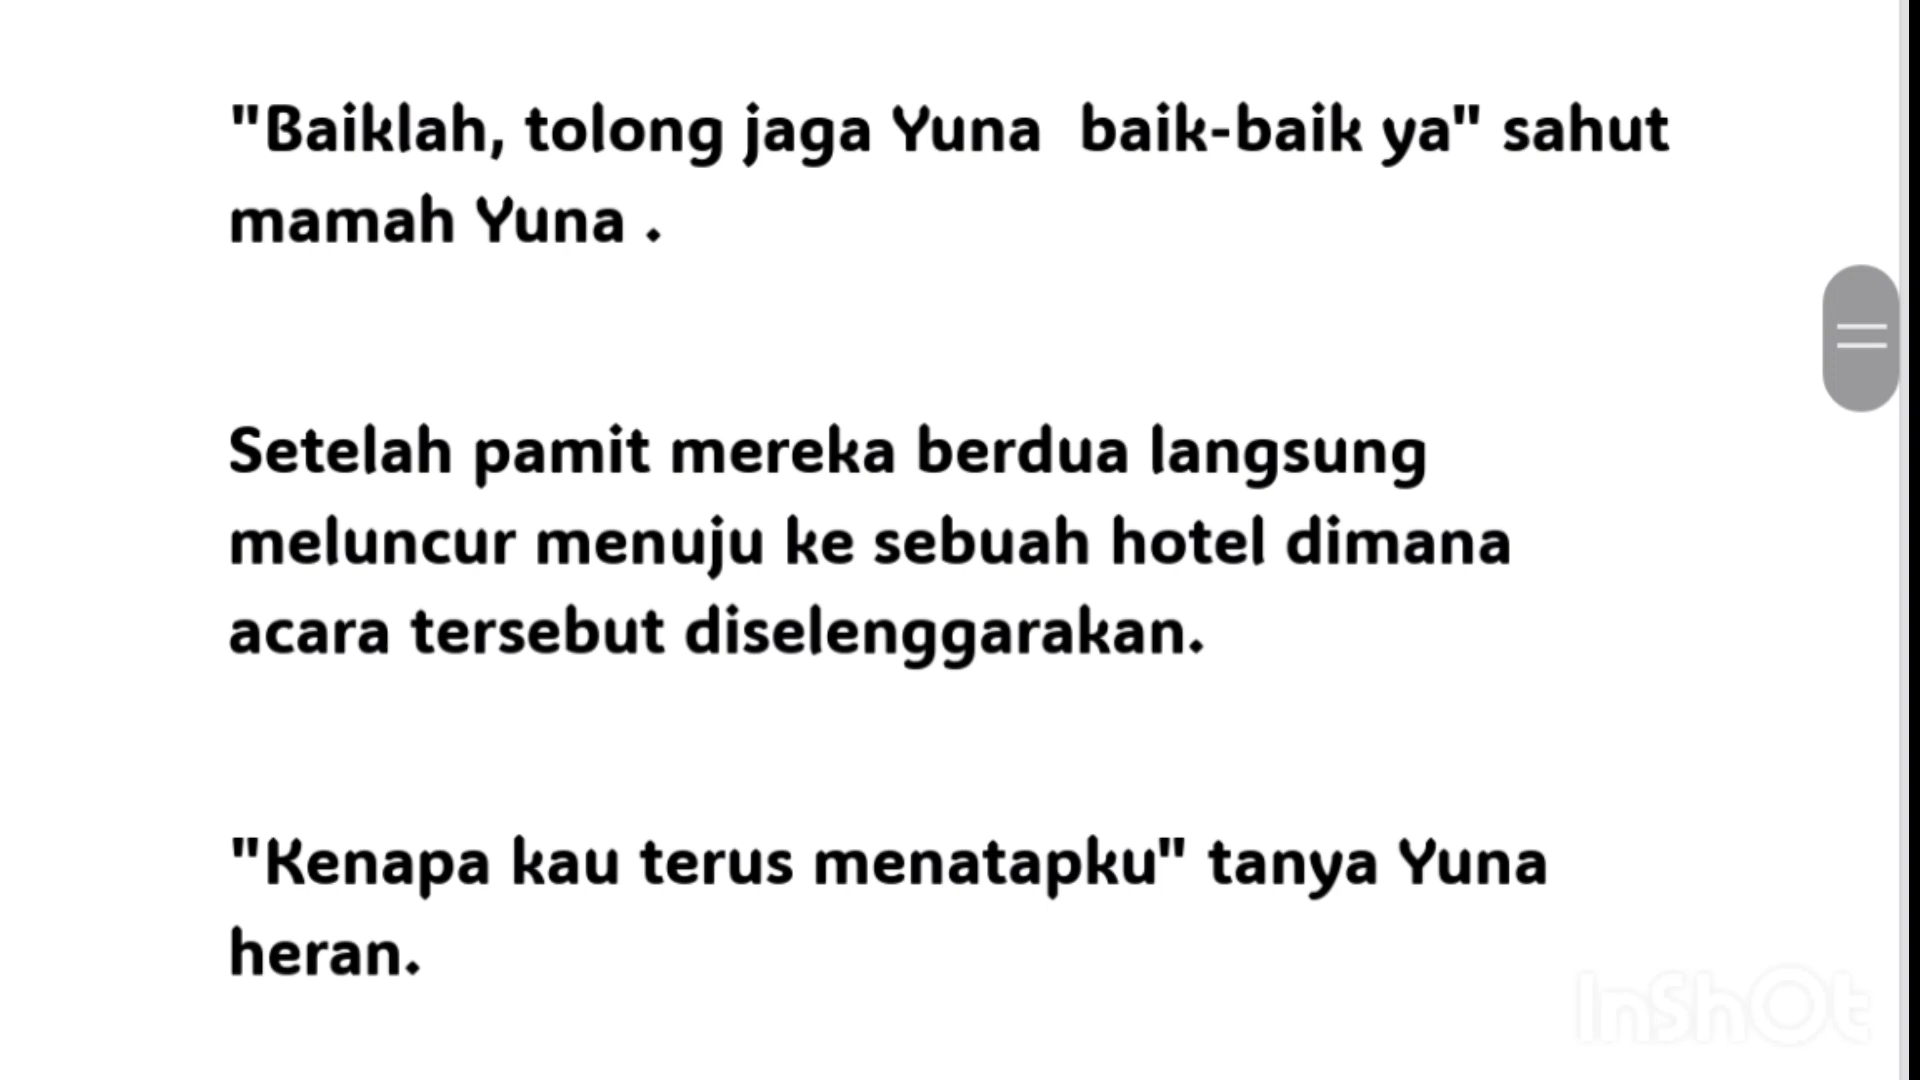 "Baiklah, tolong jaga Yuna  baik-baik ya" sahut
mamah Yuna .
Setelah pamit mereka berdua langsung
meluncur menuju ke sebuah hotel dimana
acara tersebut diselenggarakan.
"Kenapa kau terus menatapku" tanya Yuna
heran.
InShOt